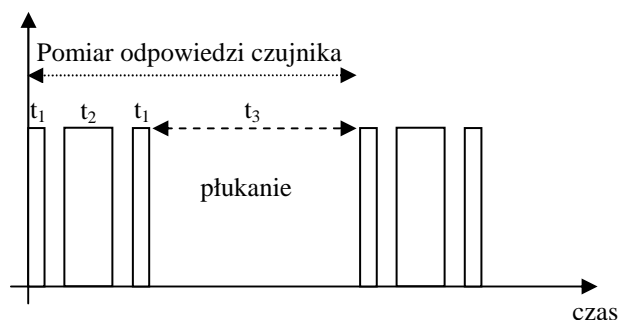 Pomiar odpowiedzi czujnika
t₁ t₂ t₁ t₃
płukanie
czas